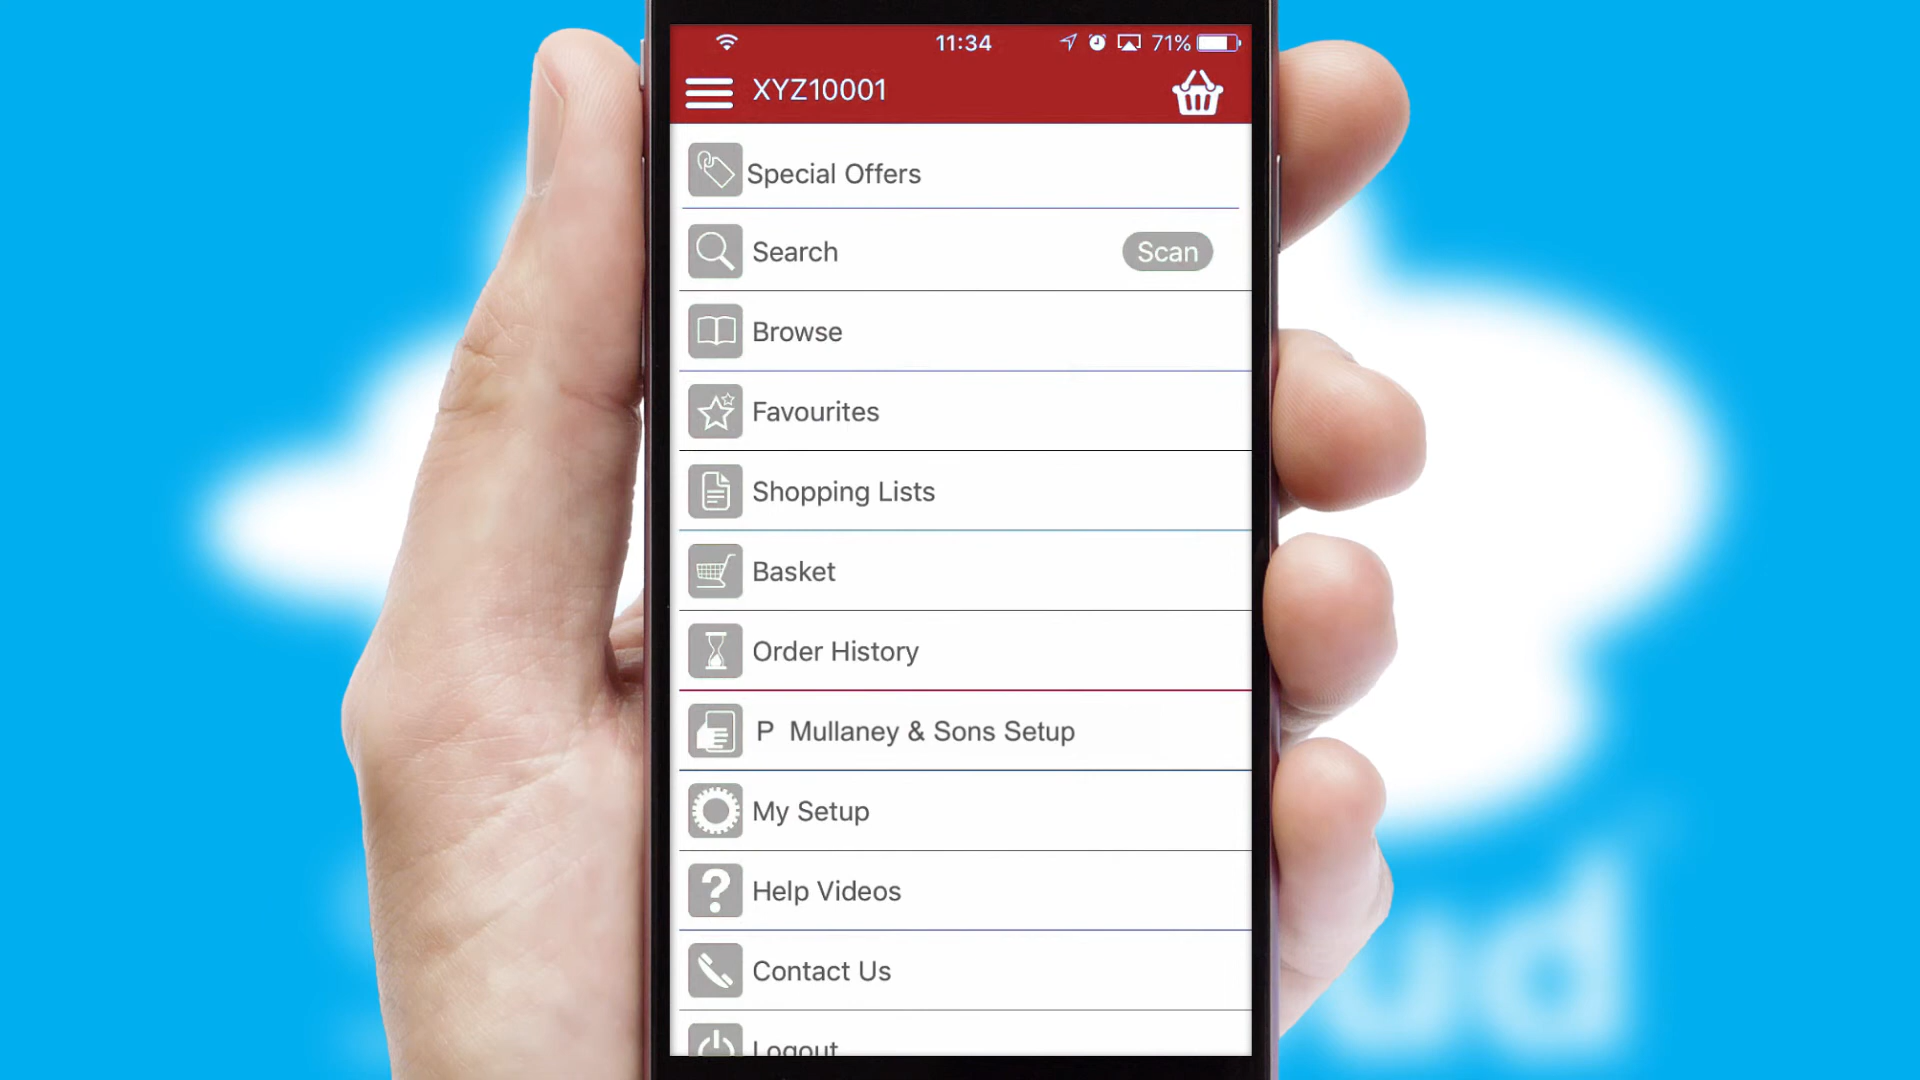 11:34
71%
XYZ10001
Special Offers
Search
Scan
Browse
Favourites
Shopping Lists
Basket
Order History
P Mullaney & Sons Setup
My Setup
Help Videos
Contact Us
Logout
ud